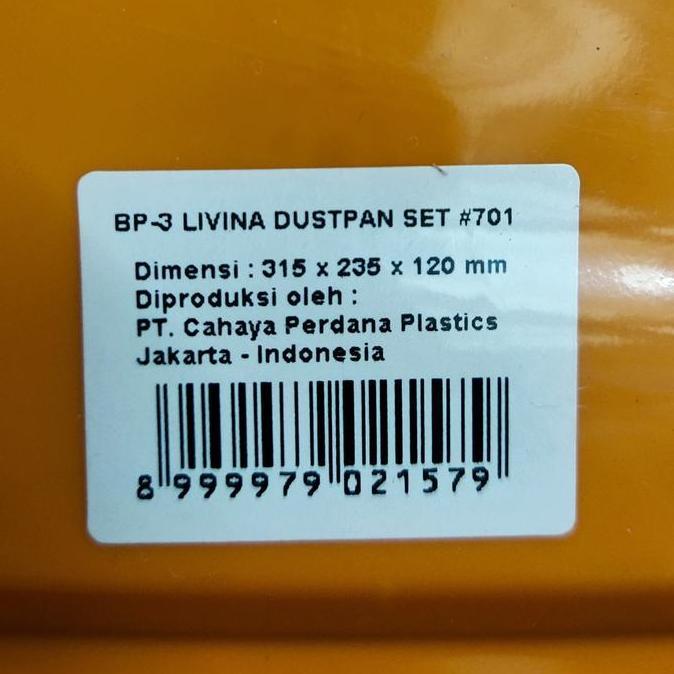 BP-3 LIVINA DUSTPAN SET #701
Dimensi : 315 x 235 x 120 mm
Diproduksi oleh :
PT. Cahaya Perdana Plastics
Jakarta - Indonesia
8 999979 021579